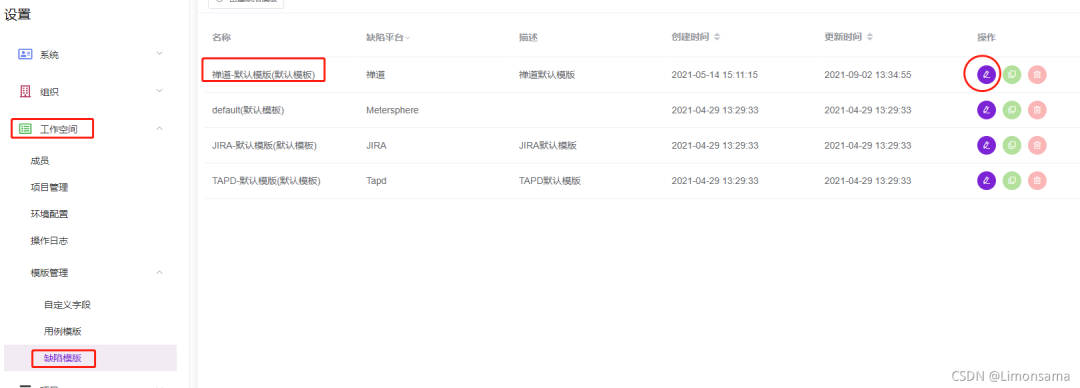 设置
系统
组织
工作空间
成员
项目管理
环境配置
操作日志
模版管理
自定义字段
用例模版
缺陷模版
名称 缺陷平台 描述 创建时间 更新时间 操作
禅道-默认模版(默认模板) 禅道 禅道默认模版 2021-05-14 15:11:15 2021-09-02 13:34:55
default(默认模板) Metersphere 2021-04-29 13:29:33 2021-04-29 13:29:33
JIRA-默认模版(默认模板) JIRA JIRA默认模版 2021-04-29 13:29:33 2021-04-29 13:29:33
TAPD-默认模版(默认模板) Tapd TAPD默认模版 2021-04-29 13:29:33 2021-04-29 13:29:33
CSDN @Limonsama